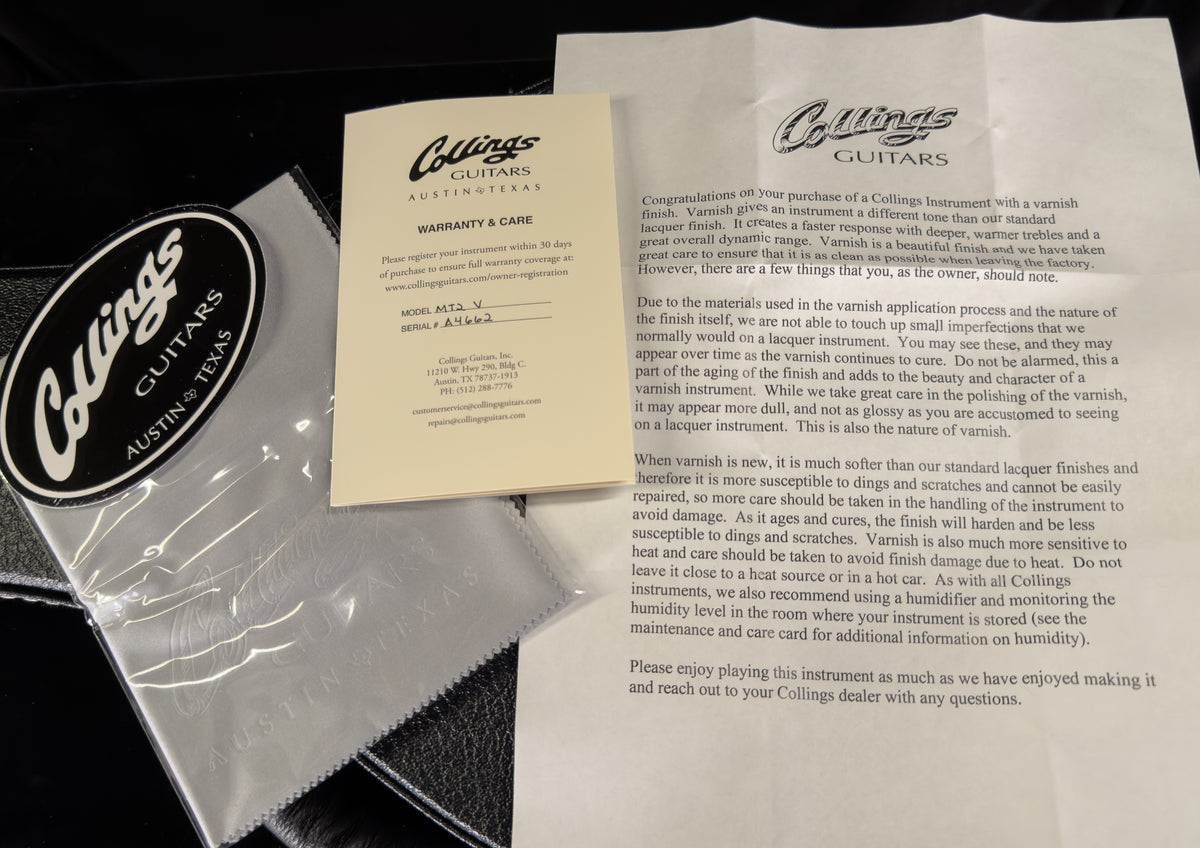 Collings
GUITARS
AUSTIN TEXAS
Collings
GUITARS
AUSTIN TEXAS
Collings
GUITARS
AUSTIN TEXAS
WARRANTY & CARE
Please register your instrument within 30 days
of purchase to ensure full warranty coverage at:
www.collingsguitars.com/owner-registration
MODEL MT2 V
SERIAL # A4662
Collings Guitars, Inc.
11210 W. Hwy 290, Bldg C.
Austin, TX 78737-1913
PH: (512) 288-7776
customerservice@collingsguitars.com
repairs@collingsguitars.com
Collings
GUITARS
Congratulations on your purchase of a Collings Instrument with a varnish
finish. Varnish gives an instrument a different tone than our standard
lacquer finish. It creates a faster response with deeper, warmer trebles and a
great overall dynamic range. Varnish is a beautiful finish and we have taken
great care to ensure that it is as clean as possible when leaving the factory.
However, there are a few things that you, as the owner, should note.
Due to the materials used in the varnish application process and the nature of
the finish itself, we are not able to touch up small imperfections that we
normally would on a lacquer instrument. You may see these, and they may
appear over time as the varnish continues to cure. Do not be alarmed, this a
part of the aging of the finish and adds to the beauty and character of a
varnish instrument. While we take great care in the polishing of the varnish,
it may appear more dull, and not as glossy as you are accustomed to seeing
on a lacquer instrument. This is also the nature of varnish.
When varnish is new, it is much softer than our standard lacquer finishes and
therefore it is more susceptible to dings and scratches and cannot be easily
repaired, so more care should be taken in the handling of the instrument to
avoid damage. As it ages and cures, the finish will harden and be less
susceptible to dings and scratches. Varnish is also much more sensitive to
heat and care should be taken to avoid finish damage due to heat. Do not
leave it close to a heat source or in a hot car. As with all Collings
instruments, we also recommend using a humidifier and monitoring the
humidity level in the room where your instrument is stored (see the
maintenance and care card for additional information on humidity).
Please enjoy playing this instrument as much as we have enjoyed making it
and reach out to your Collings dealer with any questions.